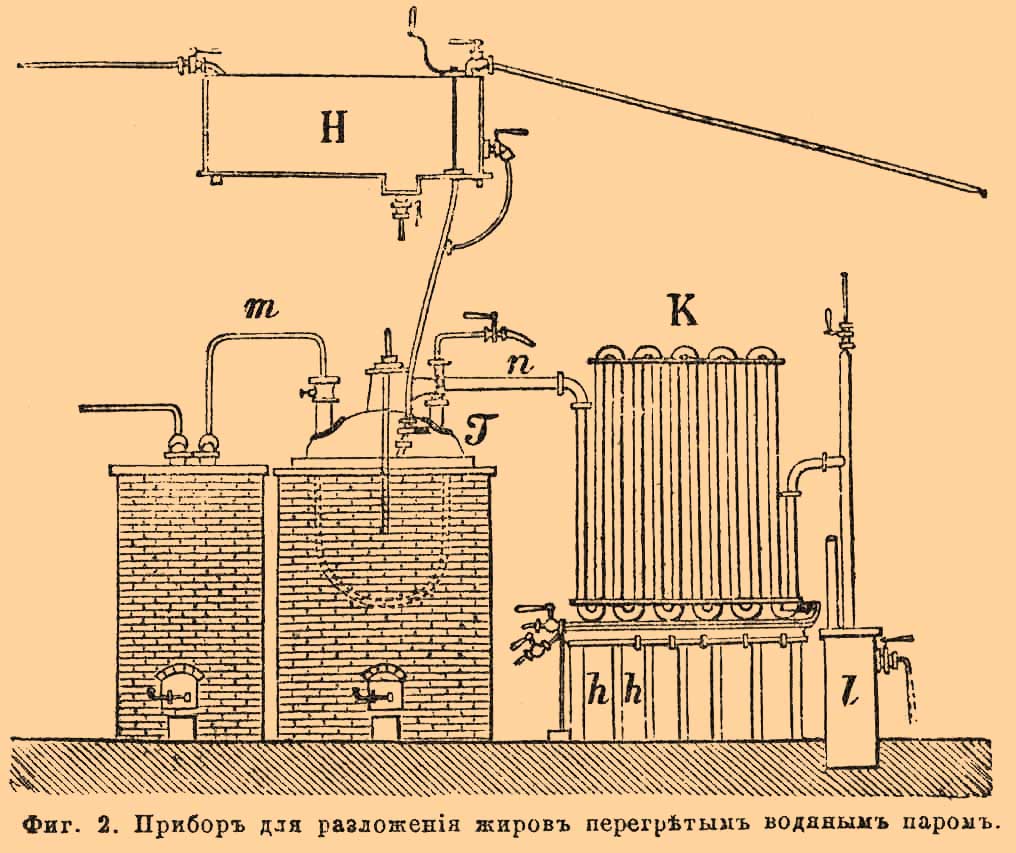 H
m
K
n
T
h h
l
Фиг. 2. Приборъ для разложенія жировъ перегрѣтымъ водянымъ паромъ.